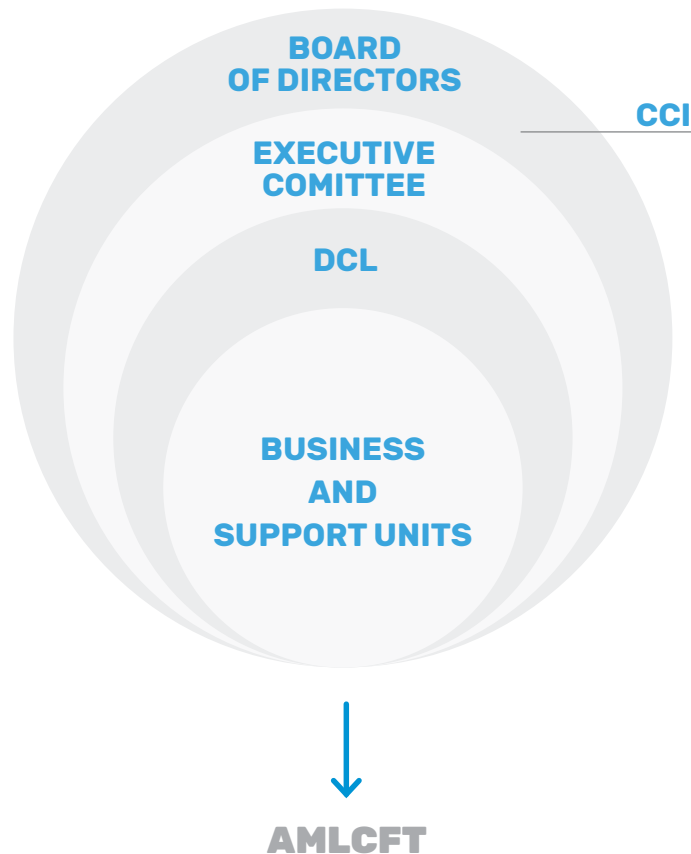 BOARD
OF DIRECTORS
CCI
EXECUTIVE
COMITTEE
DCL
BUSINESS
AND
SUPPORT UNITS
AMLCFT